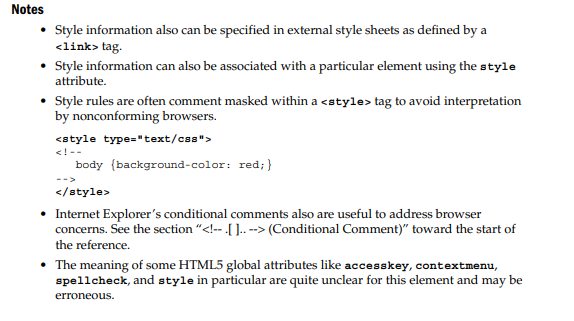 Notes
• Style information also can be specified in external style sheets as defined by a
<link> tag.
• Style information can also be associated with a particular element using the style
attribute.
• Style rules are often comment masked within a <style> tag to avoid interpretation
by nonconforming browsers.
<style type="text/css">
<!--
body {background-color: red;}
-->
</style>
• Internet Explorer's conditional comments also are useful to address browser
concerns. See the section "<!-- .[ ].. --> (Conditional Comment)" toward the start of
the reference.
• The meaning of some HTML5 global attributes like accesskey, contextmenu,
spellcheck, and style in particular are quite unclear for this element and may be
erroneous.